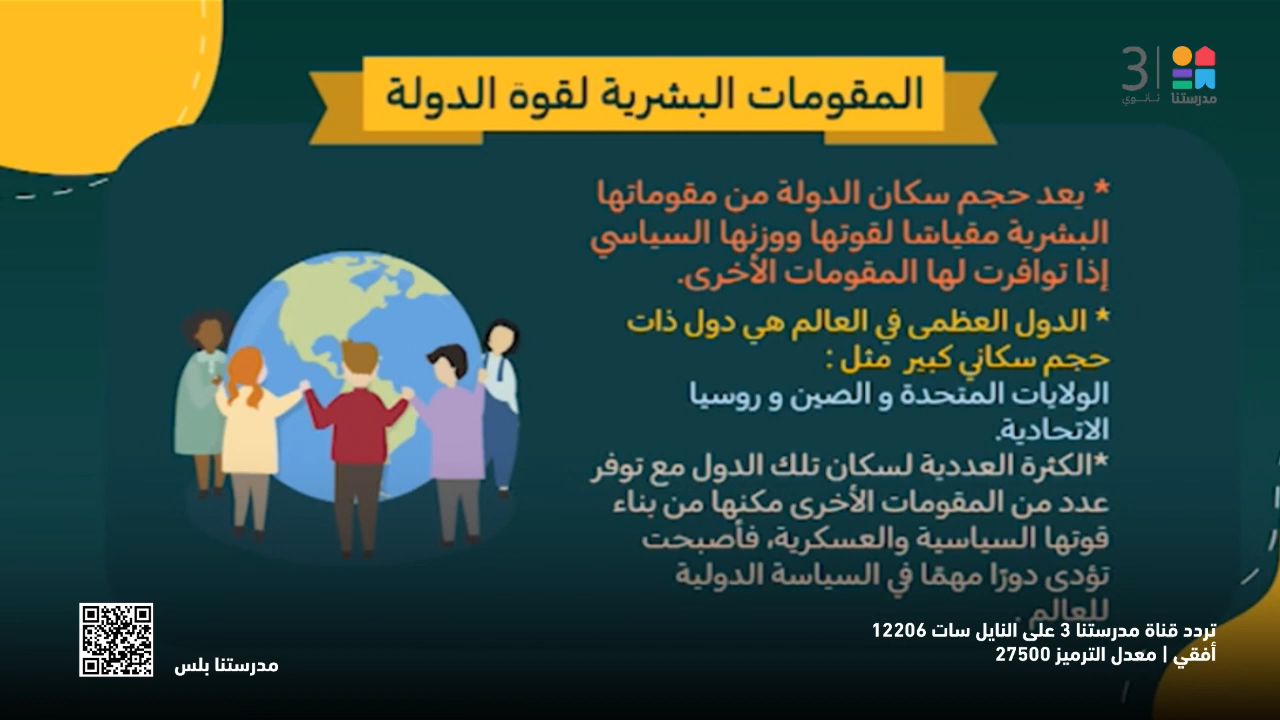 3
ثانوي
مدرستنا
المقومات البشرية لقوة الدولة
* يعد حجم سكان الدولة من مقوماتها
البشرية مقياسًا لقوتها ووزنها السياسي
إذا توافرت لها المقومات الأخرى.
* الدول العظمى في العالم هي دول ذات
حجم سكاني كبير مثل :
الولايات المتحدة و الصين و روسيا
الاتحادية.
*الكثرة العددية لسكان تلك الدول مع توفر
عدد من المقومات الأخرى مكنها من بناء
قوتها السياسية والعسكرية، فأصبحت
تؤدى دورًا مهمًا في السياسة الدولية
للعالم .
تردد قناة مدرستنا 3 على النايل سات 12206
أفقي | معدل الترميز 27500
مدرستنا بلس